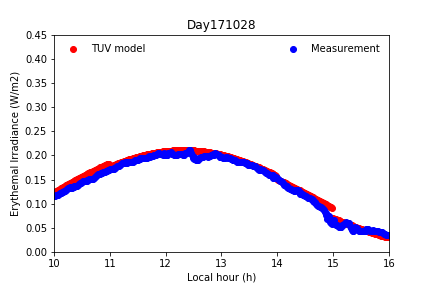 Day171028
TUV model
Measurement
Erythemal Irradiance (W/m2)
0.45
0.40
0.35
0.30
0.25
0.20
0.15
0.10
0.05
0.00
10 11 12 13 14 15 16
Local hour (h)